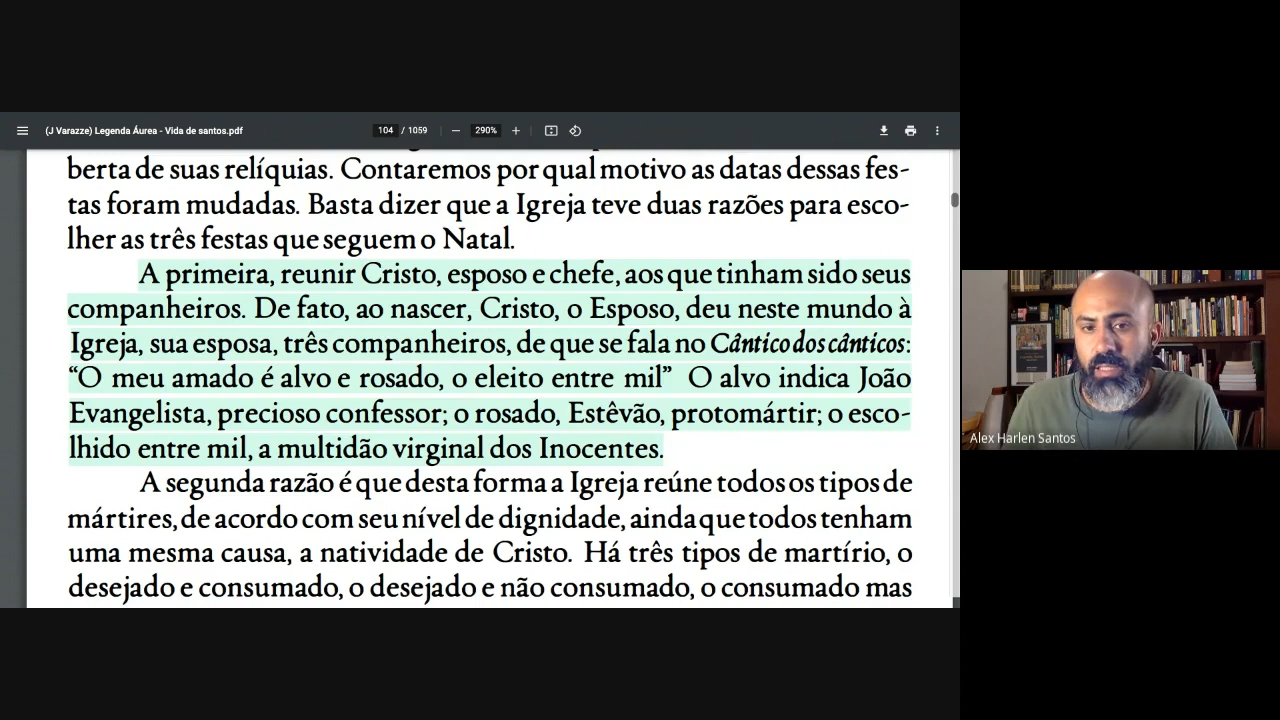 (J Varazze) Legenda Áurea - Vida de santos.pdf
104 / 1059
290%
berta de suas relíquias. Contaremos por qual motivo as datas dessas fes-
tas foram mudadas. Basta dizer que a Igreja teve duas razões para esco-
lher as três festas que seguem o Natal.
A primeira, reunir Cristo, esposo e chefe, aos que tinham sido seus
companheiros. De fato, ao nascer, Cristo, o Esposo, deu neste mundo à
Igreja, sua esposa, três companheiros, de que se fala no Cântico dos cânticos:
“O meu amado é alvo e rosado, o eleito entre mil” O alvo indica João
Evangelista, precioso confessor; o rosado, Estêvão, protomártir; o esco-
lhido entre mil, a multidão virginal dos Inocentes.
A segunda razão é que desta forma a Igreja reúne todos os tipos de
mártires, de acordo com seu nível de dignidade, ainda que todos tenham
uma mesma causa, a natividade de Cristo. Há três tipos de martírio, o
desejado e consumado, o desejado e não consumado, o consumado mas
Alex Harlen Santos